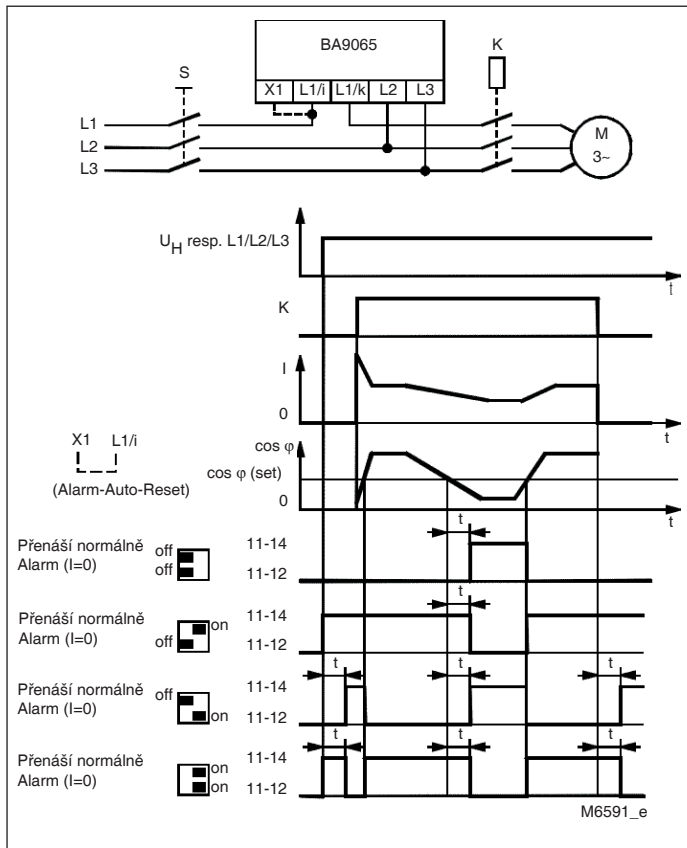 BA9065
K
S
X1 L1/i L1/k L2 L3
L1
L2
L3
M
3~
U_H resp. L1/L2/L3
t
K
I
0
t
X1 L1/i
(Alarm-Auto-Reset)
cos φ
cos φ (set)
0
t
t
Přenáší normálně
Alarm (I=0)
off
off
11-14
11-12
t
Přenáší normálně
Alarm (I=0)
on
off
11-14
11-12
t t
Přenáší normálně
Alarm (I=0)
off
on
11-14
11-12
t
t t t
Přenáší normálně
Alarm (I=0)
on
on
11-14
11-12
M6591_e